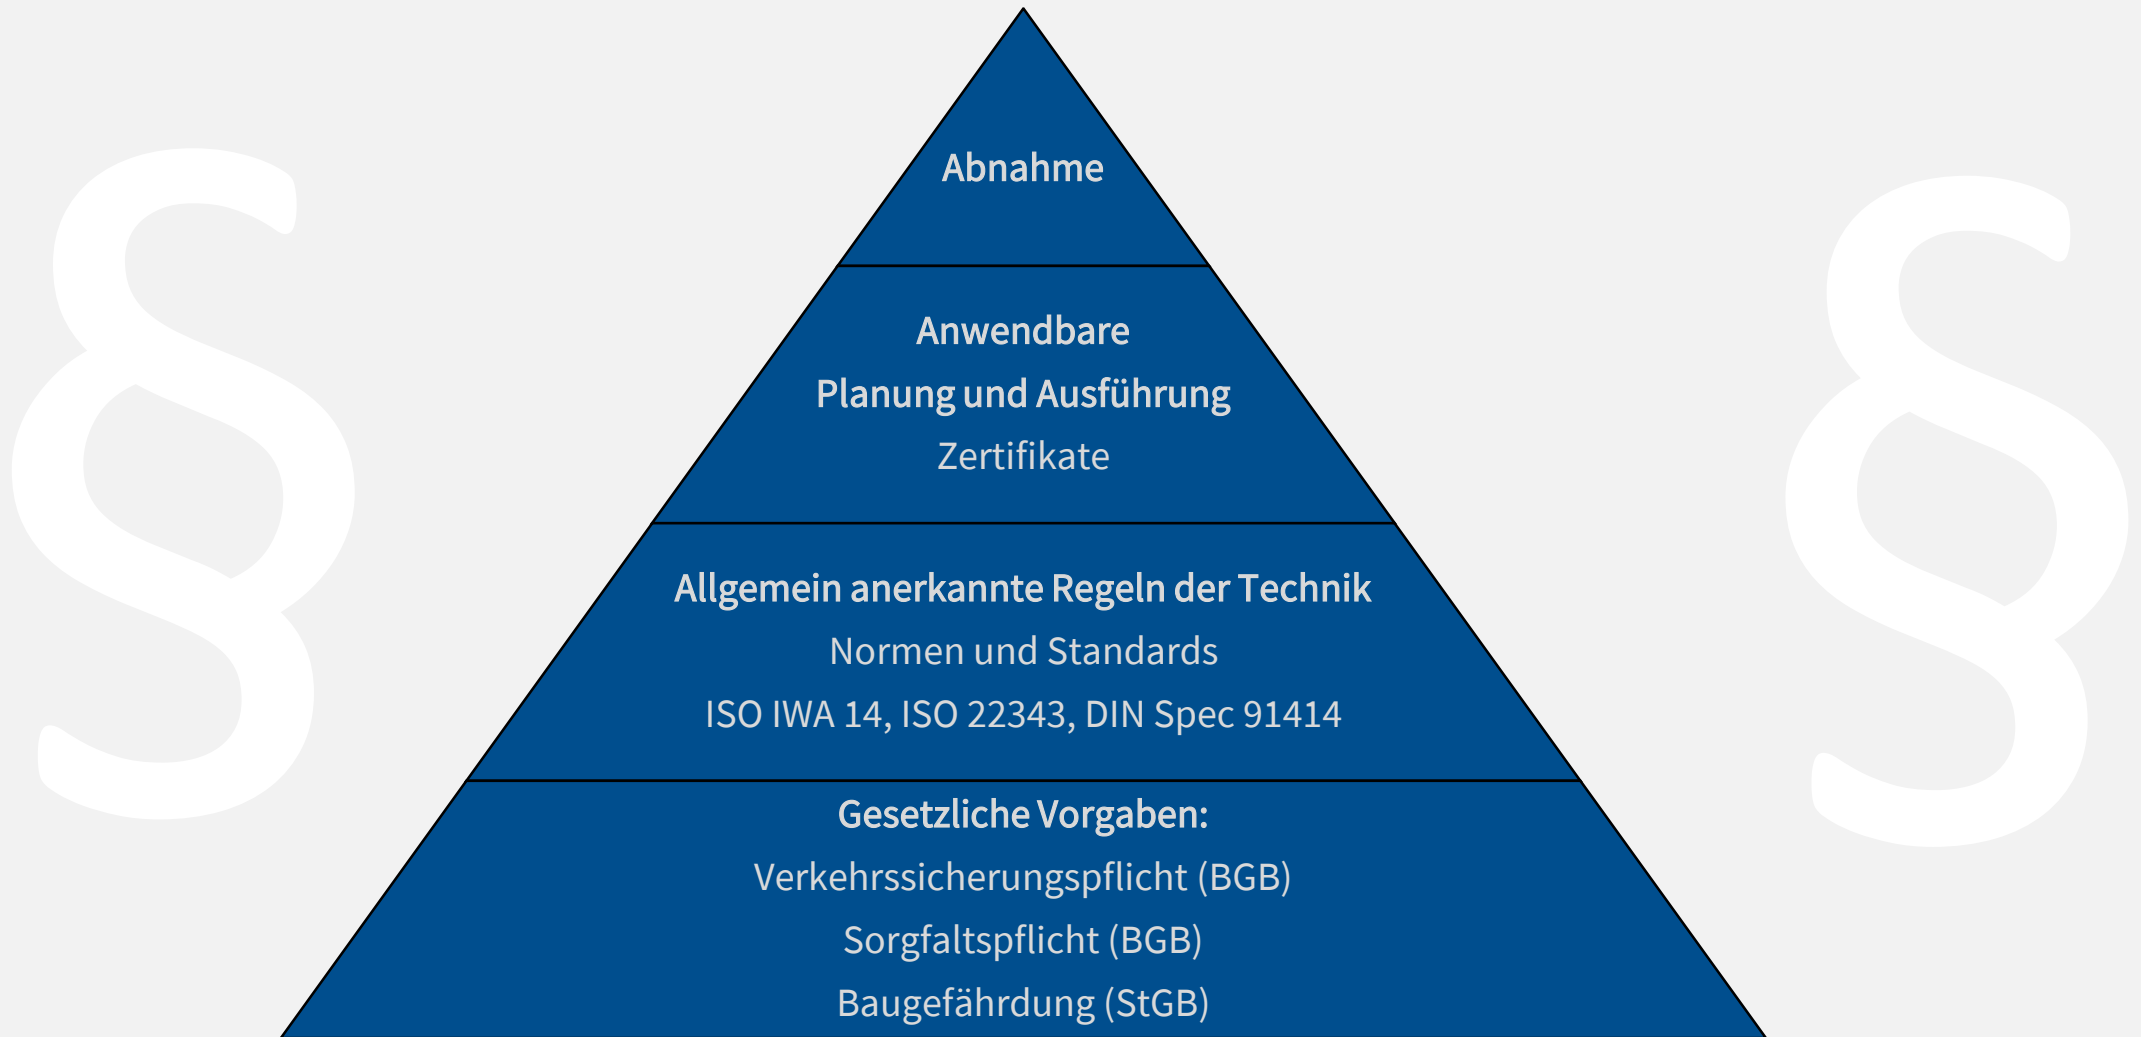 Abnahme
Anwendbare
Planung und Ausführung
Zertifikate
Allgemein anerkannte Regeln der Technik
Normen und Standards
ISO IWA 14, ISO 22343, DIN Spec 91414
Gesetzliche Vorgaben:
Verkehrssicherungspflicht (BGB)
Sorgfaltspflicht (BGB)
Baugefährdung (StGB)
§ §